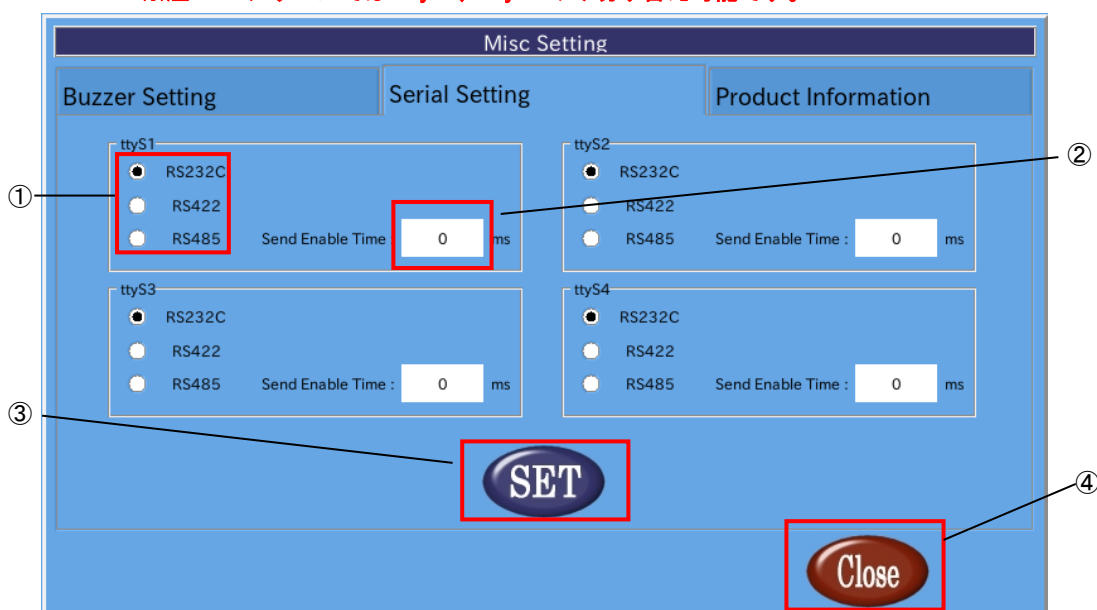 Misc Setting
Buzzer Setting
Serial Setting
Product Information
ttyS1
RS232C
RS422
RS485 Send Enable Time : 0 ms
ttyS2
RS232C
RS422
RS485 Send Enable Time : 0 ms
①
②
ttyS3
RS232C
RS422
RS485 Send Enable Time : 0 ms
ttyS4
RS232C
RS422
RS485 Send Enable Time : 0 ms
③
SET
④
Close